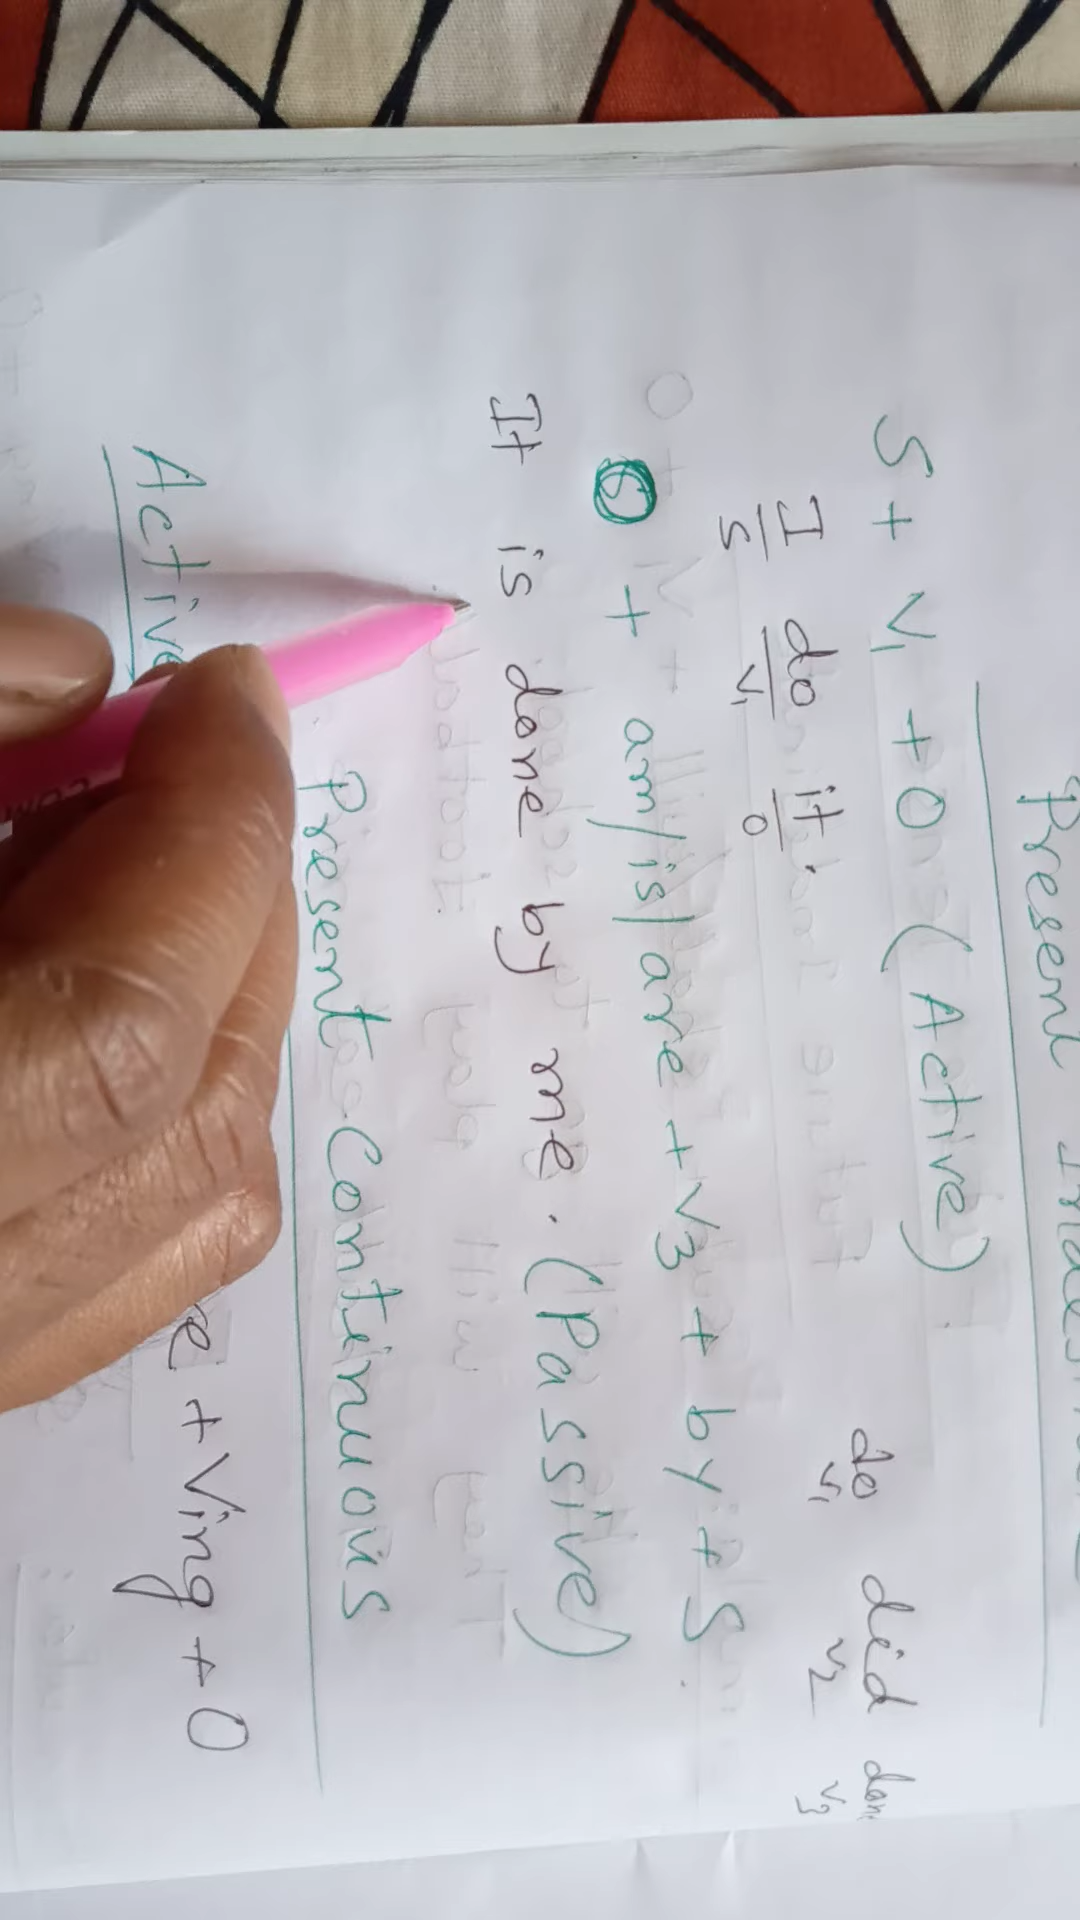 Present Indefinite
S + V1 + O (Active)
do did done
V1 V2 V3
I do it.
S V1 O
O + am/is/are + V3 + by + S
It is done by me. (Passive)
Present Continuous
Active
+ Ving + O